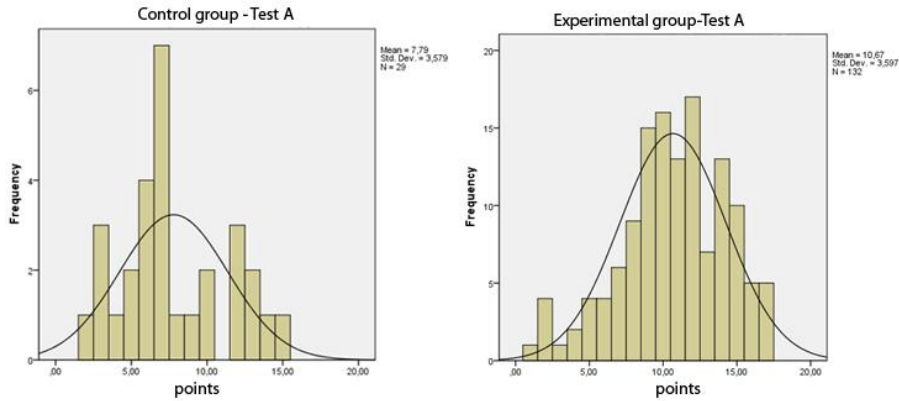 Control group -Test A
Mean = 7,79
Std. Dev. = 3,579
N = 29
6
4
2
0
Frequency
,00
5,00
10,00
15,00
20,00
points
Experimental group-Test A
Mean = 10,67
Std. Dev. = 3,597
N = 132
20
15
10
5
0
Frequency
,00
5,00
10,00
15,00
20,00
points